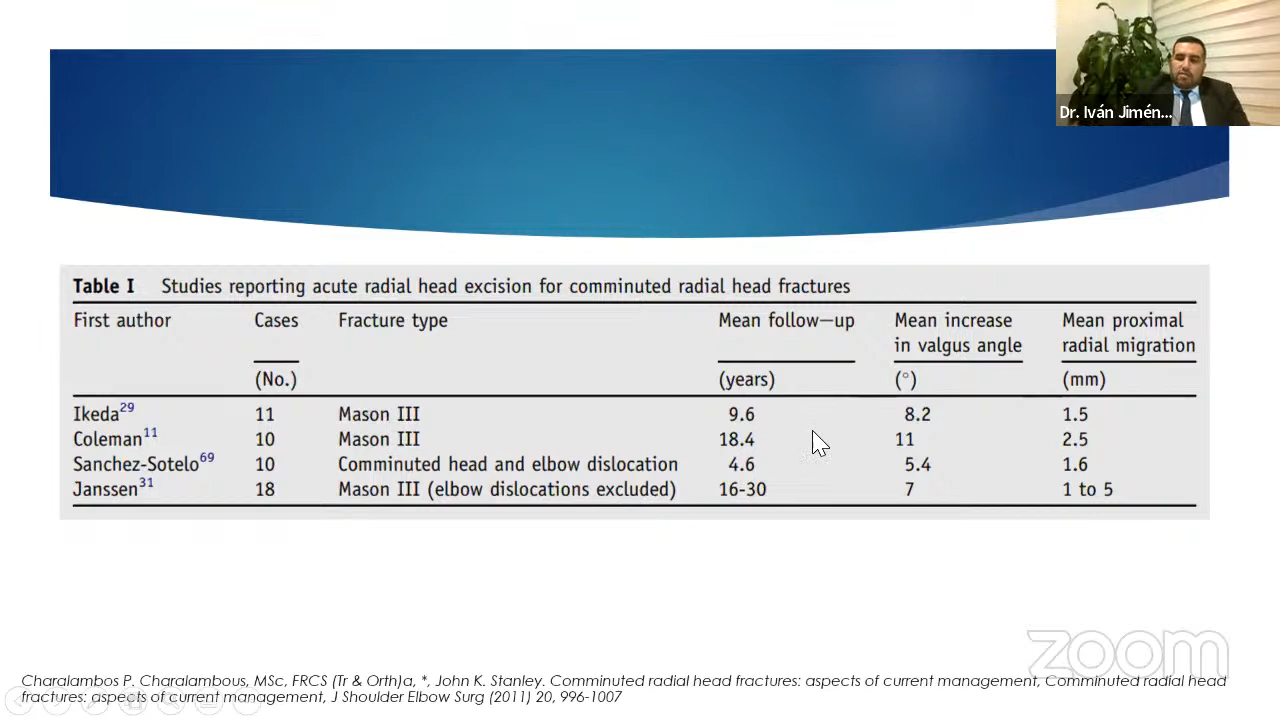 Dr. Iván Jimén...
Table I Studies reporting acute radial head excision for comminuted radial head fractures
First author Cases Fracture type Mean follow–up Mean increase in valgus angle Mean proximal radial migration
(No.) (years) (°) (mm)
Ikeda29 11 Mason III 9.6 8.2 1.5
Coleman11 10 Mason III 18.4 11 2.5
Sanchez-Sotelo69 10 Comminuted head and elbow dislocation 4.6 5.4 1.6
Janssen31 18 Mason III (elbow dislocations excluded) 16-30 7 1 to 5
zoom
Charalambos P. Charalambous, MSc, FRCS (Tr & Orth)a, *, John K. Stanley. Comminuted radial head fractures: aspects of current management, Comminuted radial head
fractures: aspects of current management, J Shoulder Elbow Surg (2011) 20, 996-1007